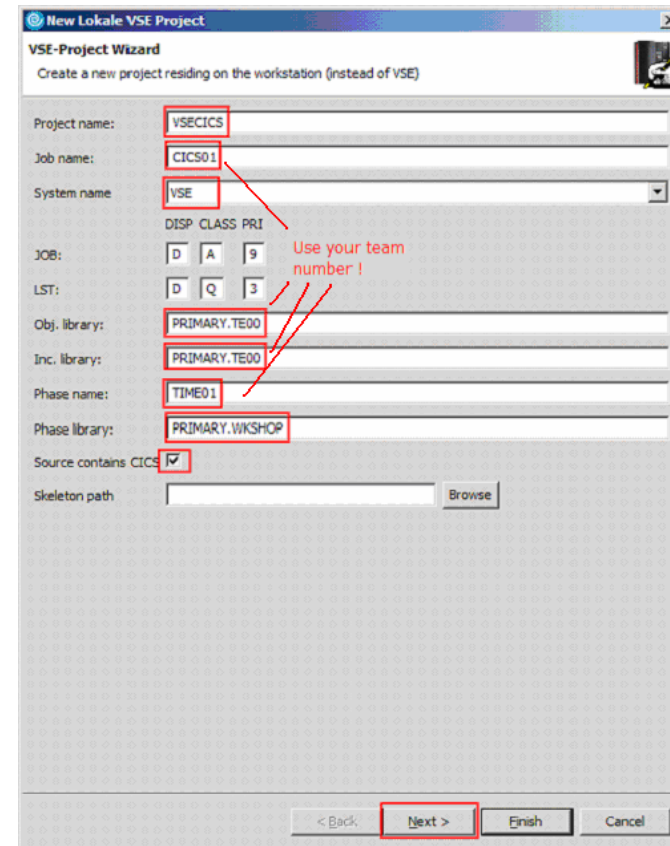 New Lokale VSE Project
VSE-Project Wizard
Create a new project residing on the workstation (instead of VSE)
Project name: VSECICS
Job name: CICS01
System name VSE
DISP CLASS PRI
JOB: D A 9
Use your team
number !
LST: D Q 3
Obj. library: PRIMARY.TE00
Inc. library: PRIMARY.TE00
Phase name: TIME01
Phase library: PRIMARY.WKSHOP
Source contains CICS
Skeleton path Browse
< Back Next > Finish Cancel